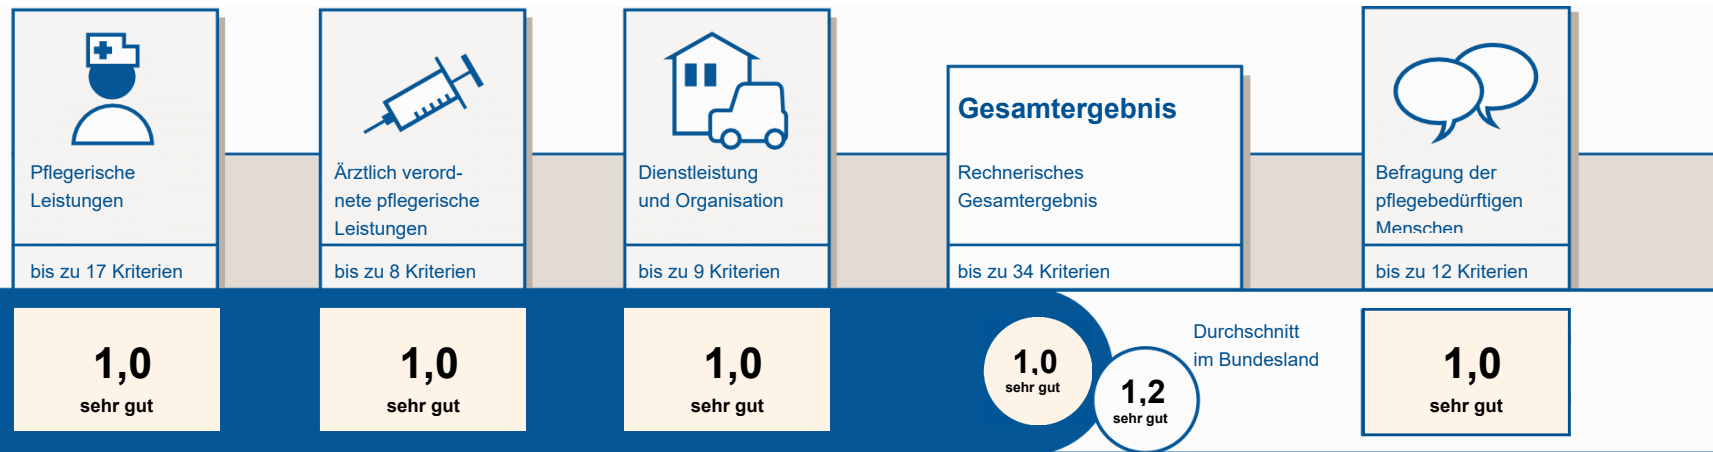 Pflegerische
Leistungen
bis zu 17 Kriterien
1,0
sehr gut
Ärztlich verord-
nete pflegerische
Leistungen
bis zu 8 Kriterien
1,0
sehr gut
Dienstleistung
und Organisation
bis zu 9 Kriterien
1,0
sehr gut
Gesamtergebnis
Rechnerisches
Gesamtergebnis
bis zu 34 Kriterien
1,0
sehr gut
1,2
sehr gut
Durchschnitt
im Bundesland
Befragung der
pflegebedürftigen
Menschen
bis zu 12 Kriterien
1,0
sehr gut